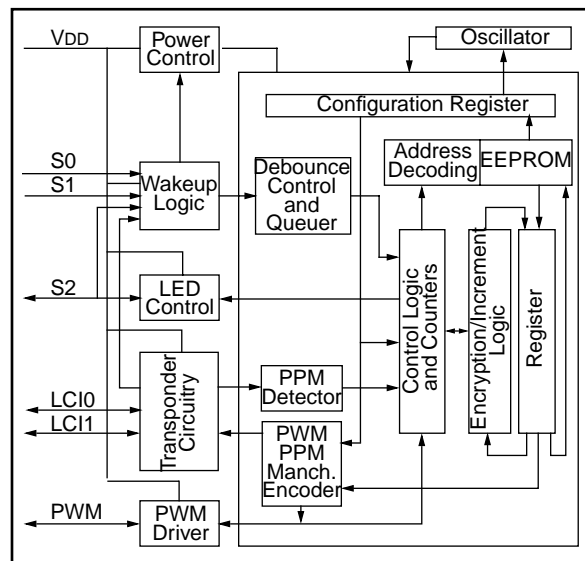 VDD
Power
Control
Oscillator
Configuration Register
S0
S1
Wakeup
Logic
Debounce
Control
and
Queuer
Address
Decoding
EEPROM
S2
LED
Control
Control Logic
and Counters
Encryption/Increment
Logic
Register
LCI0
LCI1
Transponder
Circuitry
PPM
Detector
PWM
PPM
Manch.
Encoder
PWM
PWM
Driver